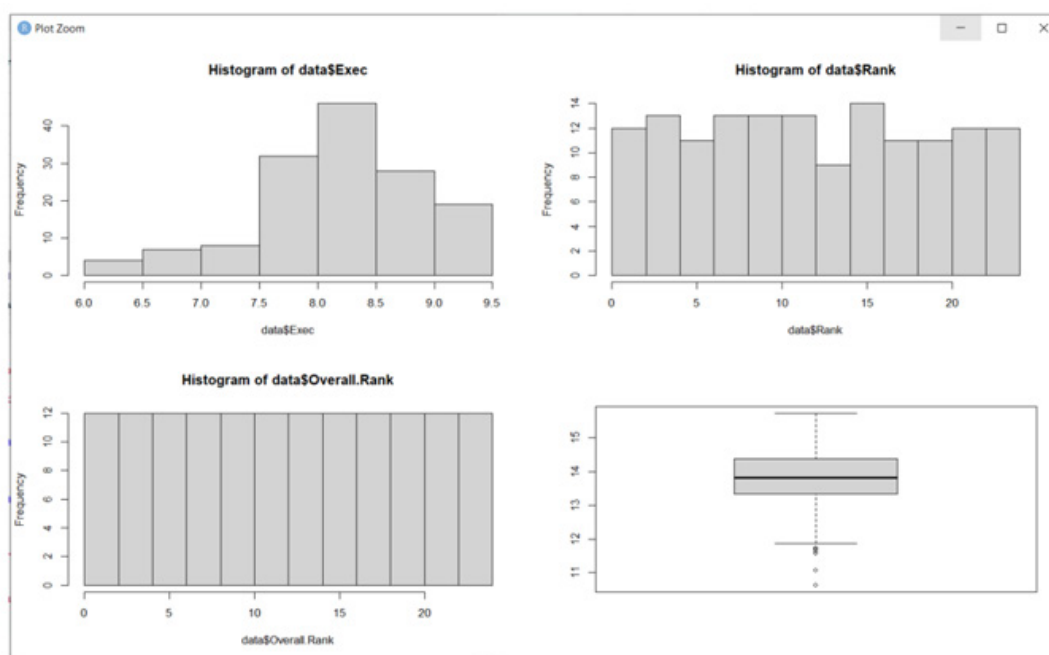 Plot Zoom
Histogram of data$Exec
Frequency
40
30
20
10
0
6.0 6.5 7.0 7.5 8.0 8.5 9.0 9.5
data$Exec
Histogram of data$Rank
Frequency
14
12
10
8
6
4
2
0
0 5 10 15 20
data$Rank
Histogram of data$Overall.Rank
Frequency
12
10
8
6
4
2
0
0 5 10 15 20
data$Overall.Rank
15
14
13
12
11